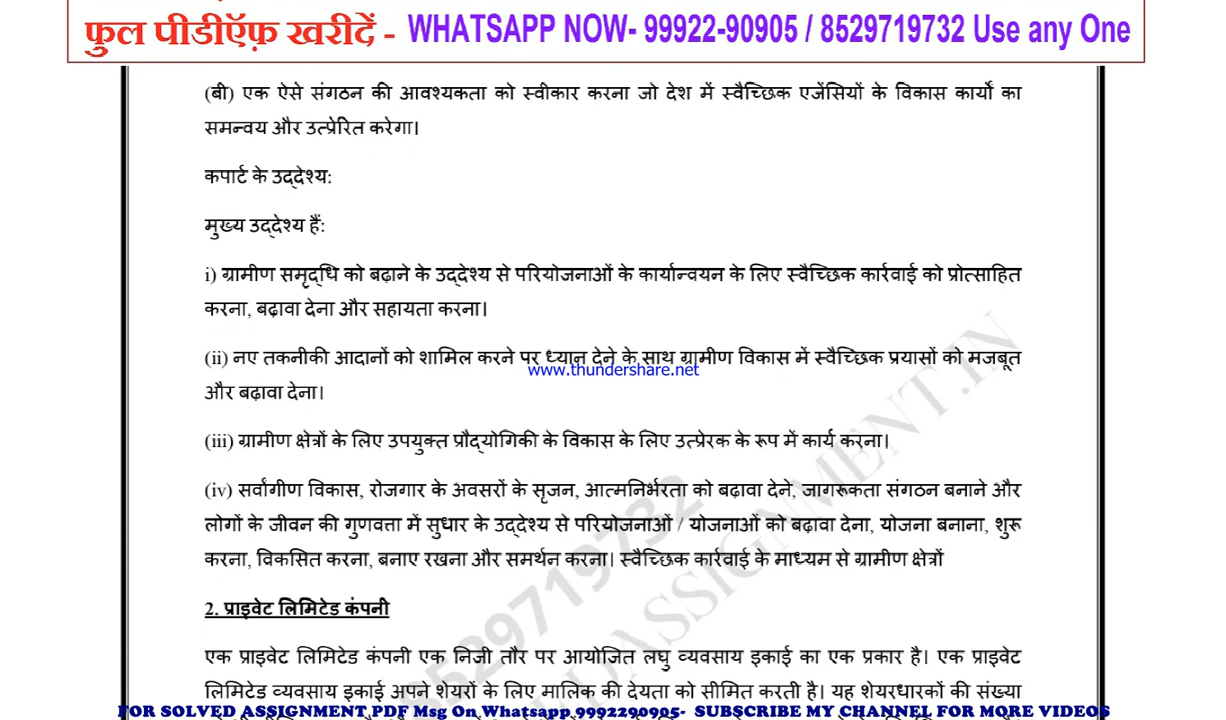 फुल पीडीऍफ़ खरीदें - WHATSAPP NOW- 99922-90905 / 8529719732 Use any One
(बी) एक ऐसे संगठन की आवश्यकता को स्वीकार करना जो देश में स्वैच्छिक एजेंसियों के विकास कार्यों का
समन्वय और उत्प्रेरित करेगा।
कपार्ट के उद्देश्य:
मुख्य उद्देश्य हैं:
i) ग्रामीण समृद्धि को बढ़ाने के उद्देश्य से परियोजनाओं के कार्यान्वयन के लिए स्वैच्छिक कार्रवाई को प्रोत्साहित
करना, बढ़ावा देना और सहायता करना।
(ii) नए तकनीकी आदानों को शामिल करने पर ध्यान देने के साथ ग्रामीण विकास में स्वैच्छिक प्रयासों को मजबूत
www.thundershare.net
और बढ़ावा देना।
(iii) ग्रामीण क्षेत्रों के लिए उपयुक्त प्रौद्योगिकी के विकास के लिए उत्प्रेरक के रूप में कार्य करना।
(iv) सर्वांगीण विकास, रोजगार के अवसरों के सृजन, आत्मनिर्भरता को बढ़ावा देने, जागरूकता संगठन बनाने और
लोगों के जीवन की गुणवत्ता में सुधार के उद्देश्य से परियोजनाओं / योजनाओं को बढ़ावा देना, योजना बनाना, शुरू
करना, विकसित करना, बनाए रखना और समर्थन करना। स्वैच्छिक कार्रवाई के माध्यम से ग्रामीण क्षेत्रों
8529719732
ASSIGNMENT.IN
2. प्राइवेट लिमिटेड कंपनी
एक प्राइवेट लिमिटेड कंपनी एक निजी तौर पर आयोजित लघु व्यवसाय इकाई का एक प्रकार है। एक प्राइवेट
लिमिटेड व्यवसाय इकाई अपने शेयरों के लिए मालिक की देयता को सीमित करती है। यह शेयरधारकों की संख्या
FOR SOLVED ASSIGNMENT PDF Msg On Whatsapp 9992290905- SUBSCRIBE MY CHANNEL FOR MORE VIDEOS